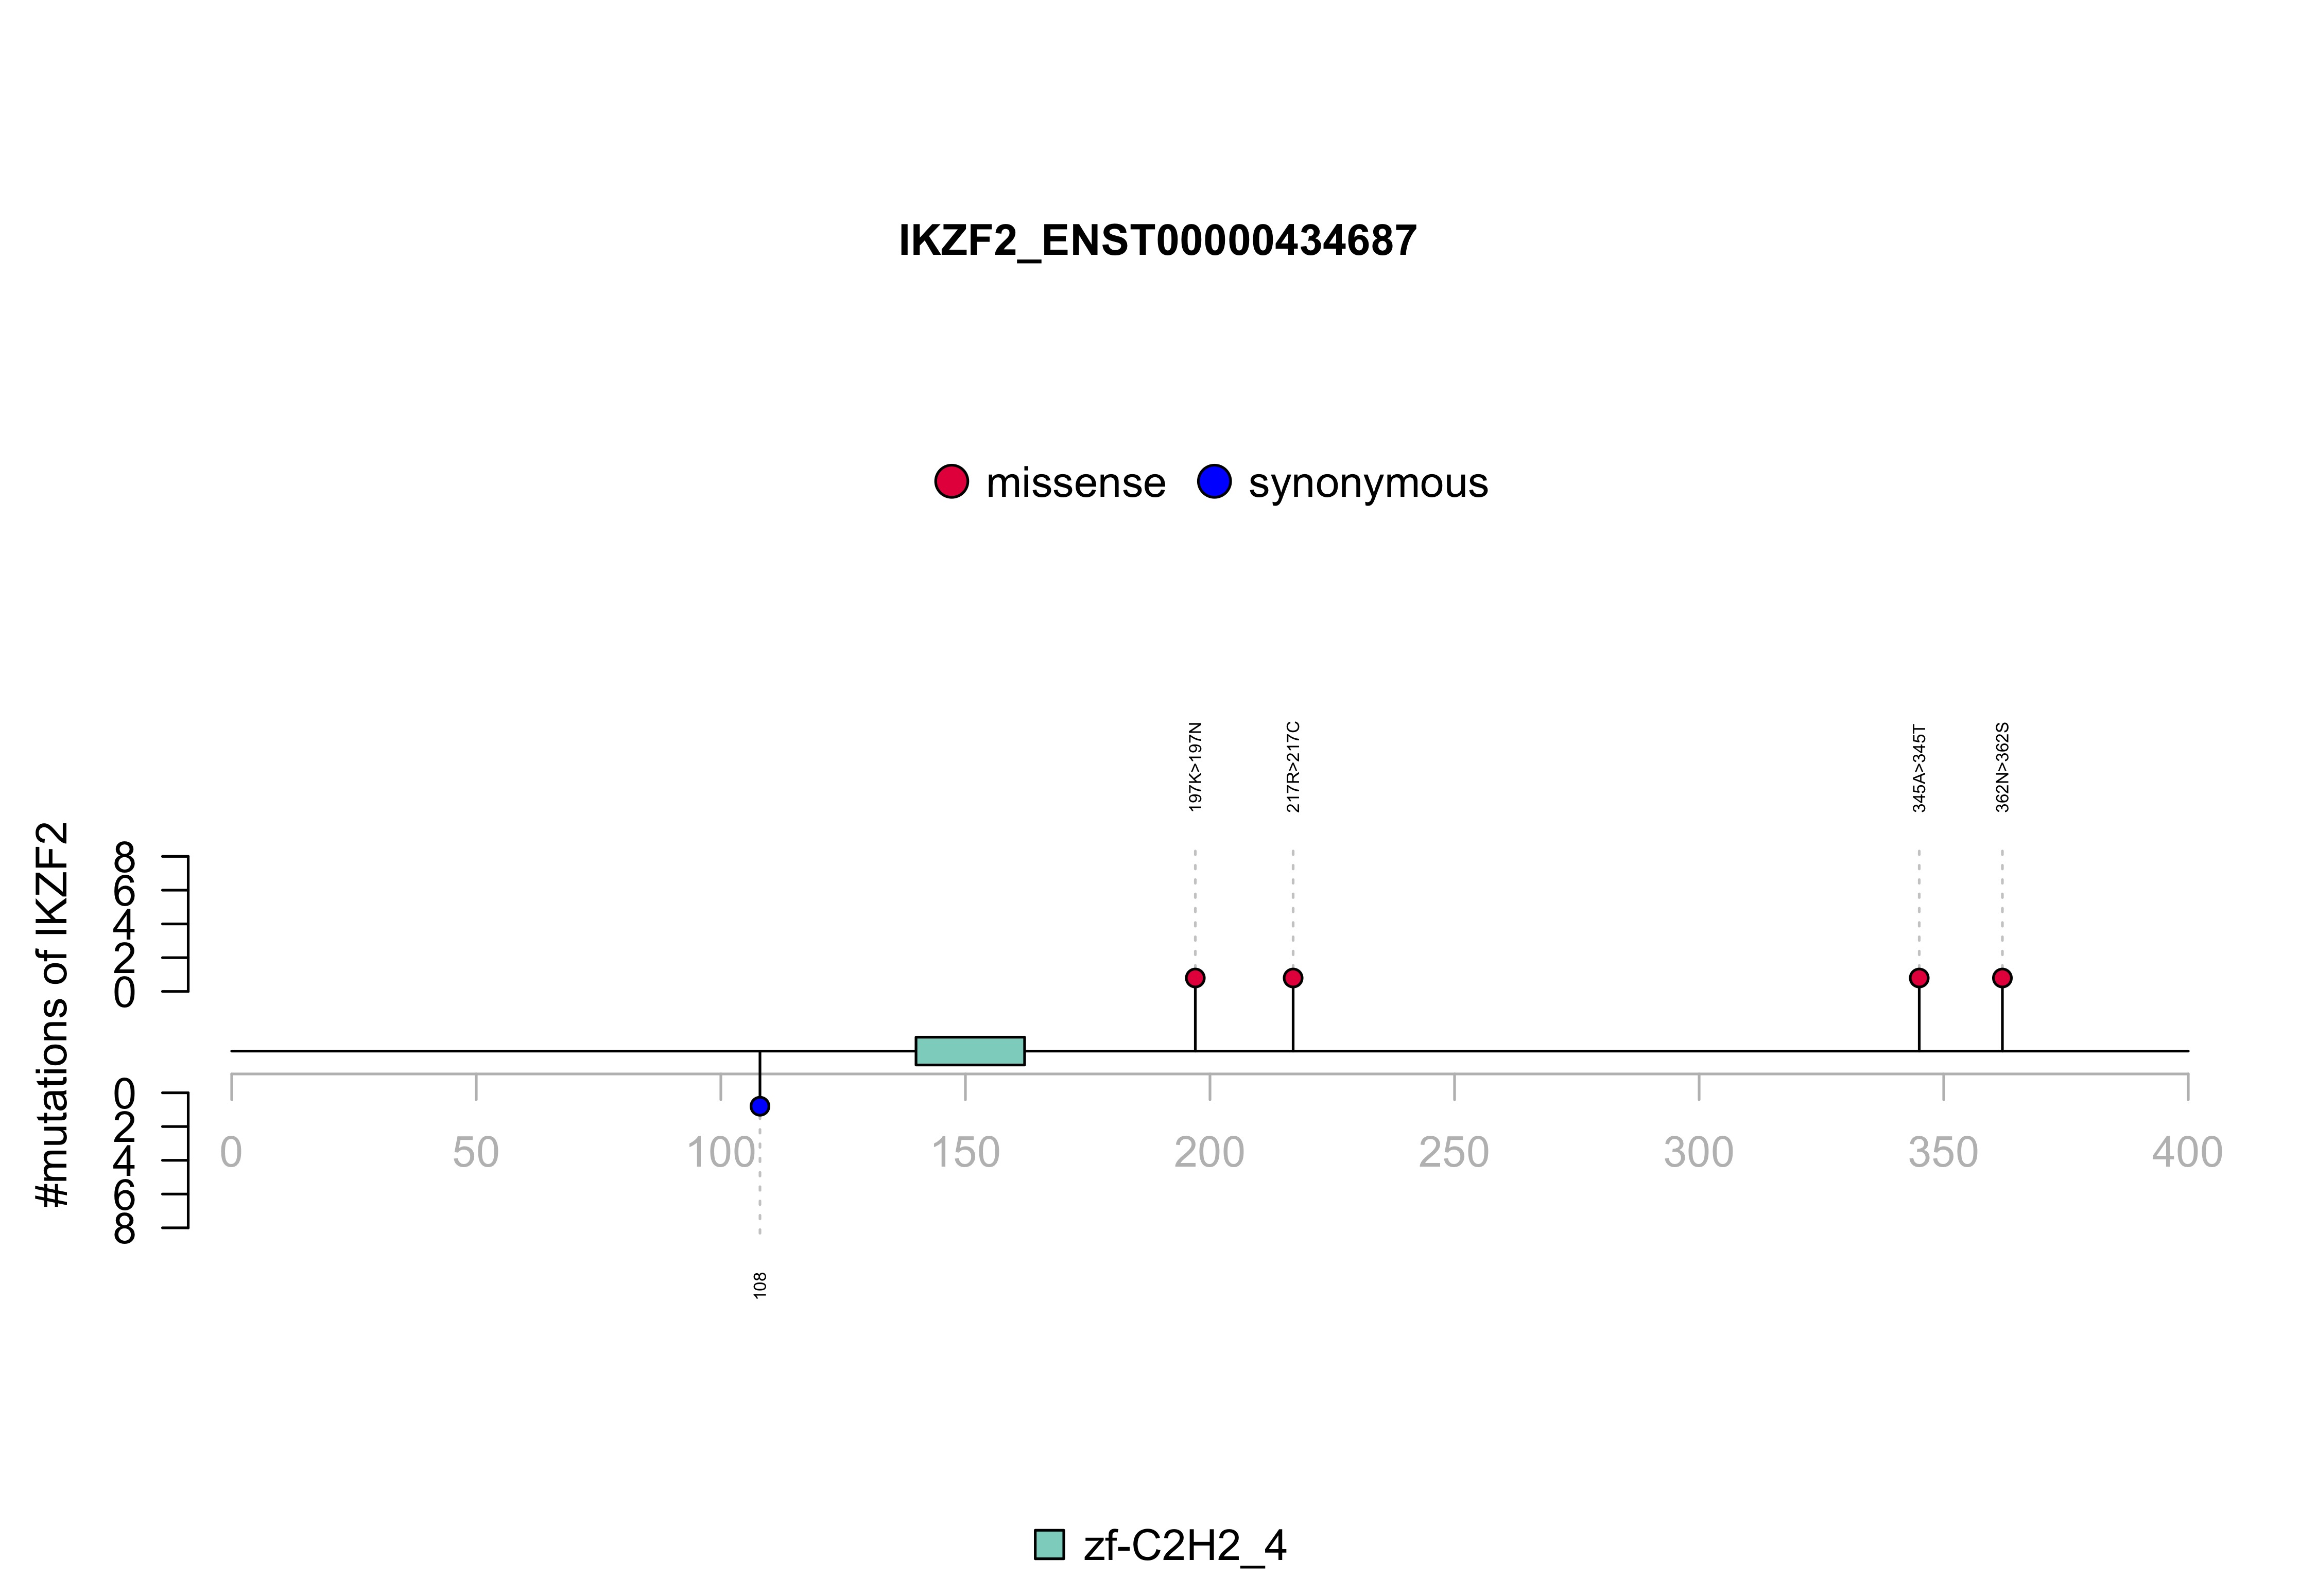 IKZF2_ENST00000434687
missense
synonymous
197K>197N
217R>217C
345A>345T
362N>362S
#mutations of IKZF2
8
6
4
2
0
0
2
4
6
8
0 50 100 150 200 250 300 350 400
108
zf-C2H2_4